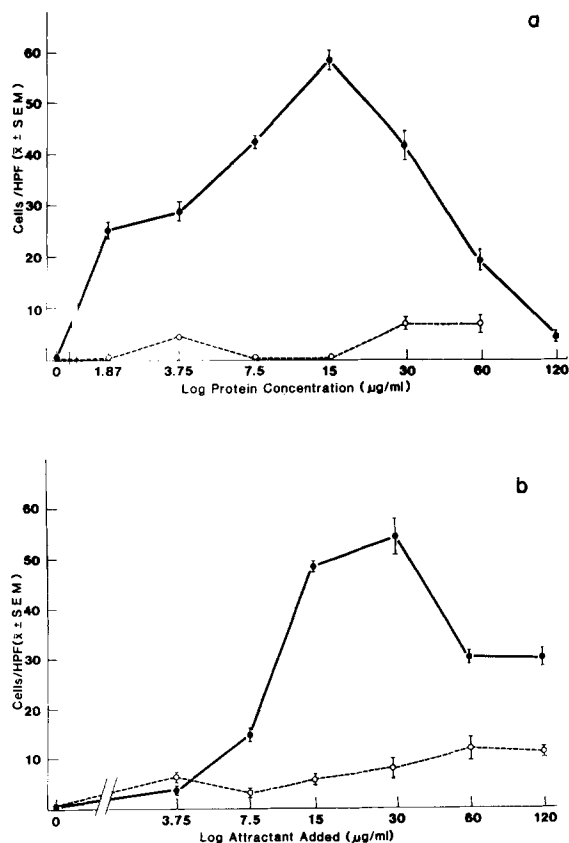 a
60
50
40
30
20
10
Cells/HPF (x̄ ± SEM)
0 1.87 3.75 7.5 15 30 60 120
Log Protein Concentration (μg/ml)
b
60
50
40
30
20
10
Cells/HPF(x̄ ± SEM)
0 3.75 7.5 15 30 60 120
Log Attractant Added (μg/ml)